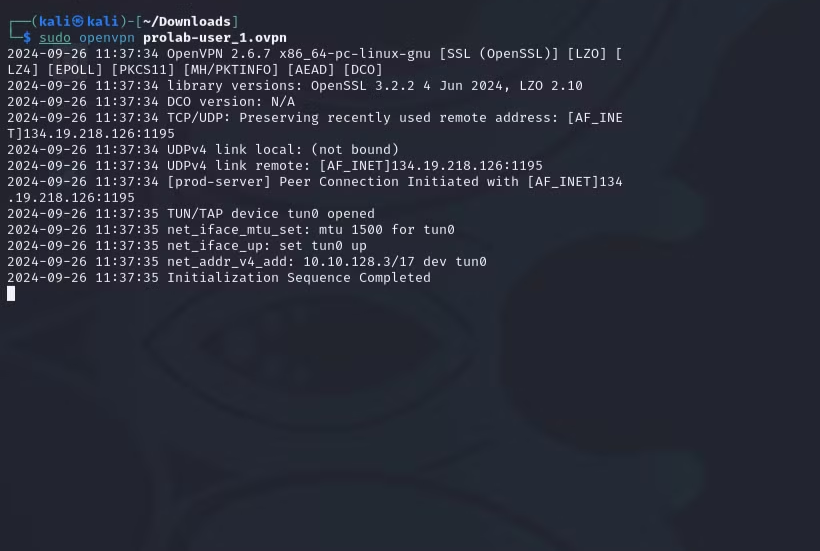 ┌──(kali㉿kali)-[~/Downloads]
└─$ sudo openvpn prolab-user_1.ovpn
2024-09-26 11:37:34 OpenVPN 2.6.7 x86_64-pc-linux-gnu [SSL (OpenSSL)] [LZO] [
LZ4] [EPOLL] [PKCS11] [MH/PKTINFO] [AEAD] [DCO]
2024-09-26 11:37:34 library versions: OpenSSL 3.2.2 4 Jun 2024, LZO 2.10
2024-09-26 11:37:34 DCO version: N/A
2024-09-26 11:37:34 TCP/UDP: Preserving recently used remote address: [AF_INE
T]134.19.218.126:1195
2024-09-26 11:37:34 UDPv4 link local: (not bound)
2024-09-26 11:37:34 UDPv4 link remote: [AF_INET]134.19.218.126:1195
2024-09-26 11:37:34 [prod-server] Peer Connection Initiated with [AF_INET]134
.19.218.126:1195
2024-09-26 11:37:35 TUN/TAP device tun0 opened
2024-09-26 11:37:35 net_iface_mtu_set: mtu 1500 for tun0
2024-09-26 11:37:35 net_iface_up: set tun0 up
2024-09-26 11:37:35 net_addr_v4_add: 10.10.128.3/17 dev tun0
2024-09-26 11:37:35 Initialization Sequence Completed